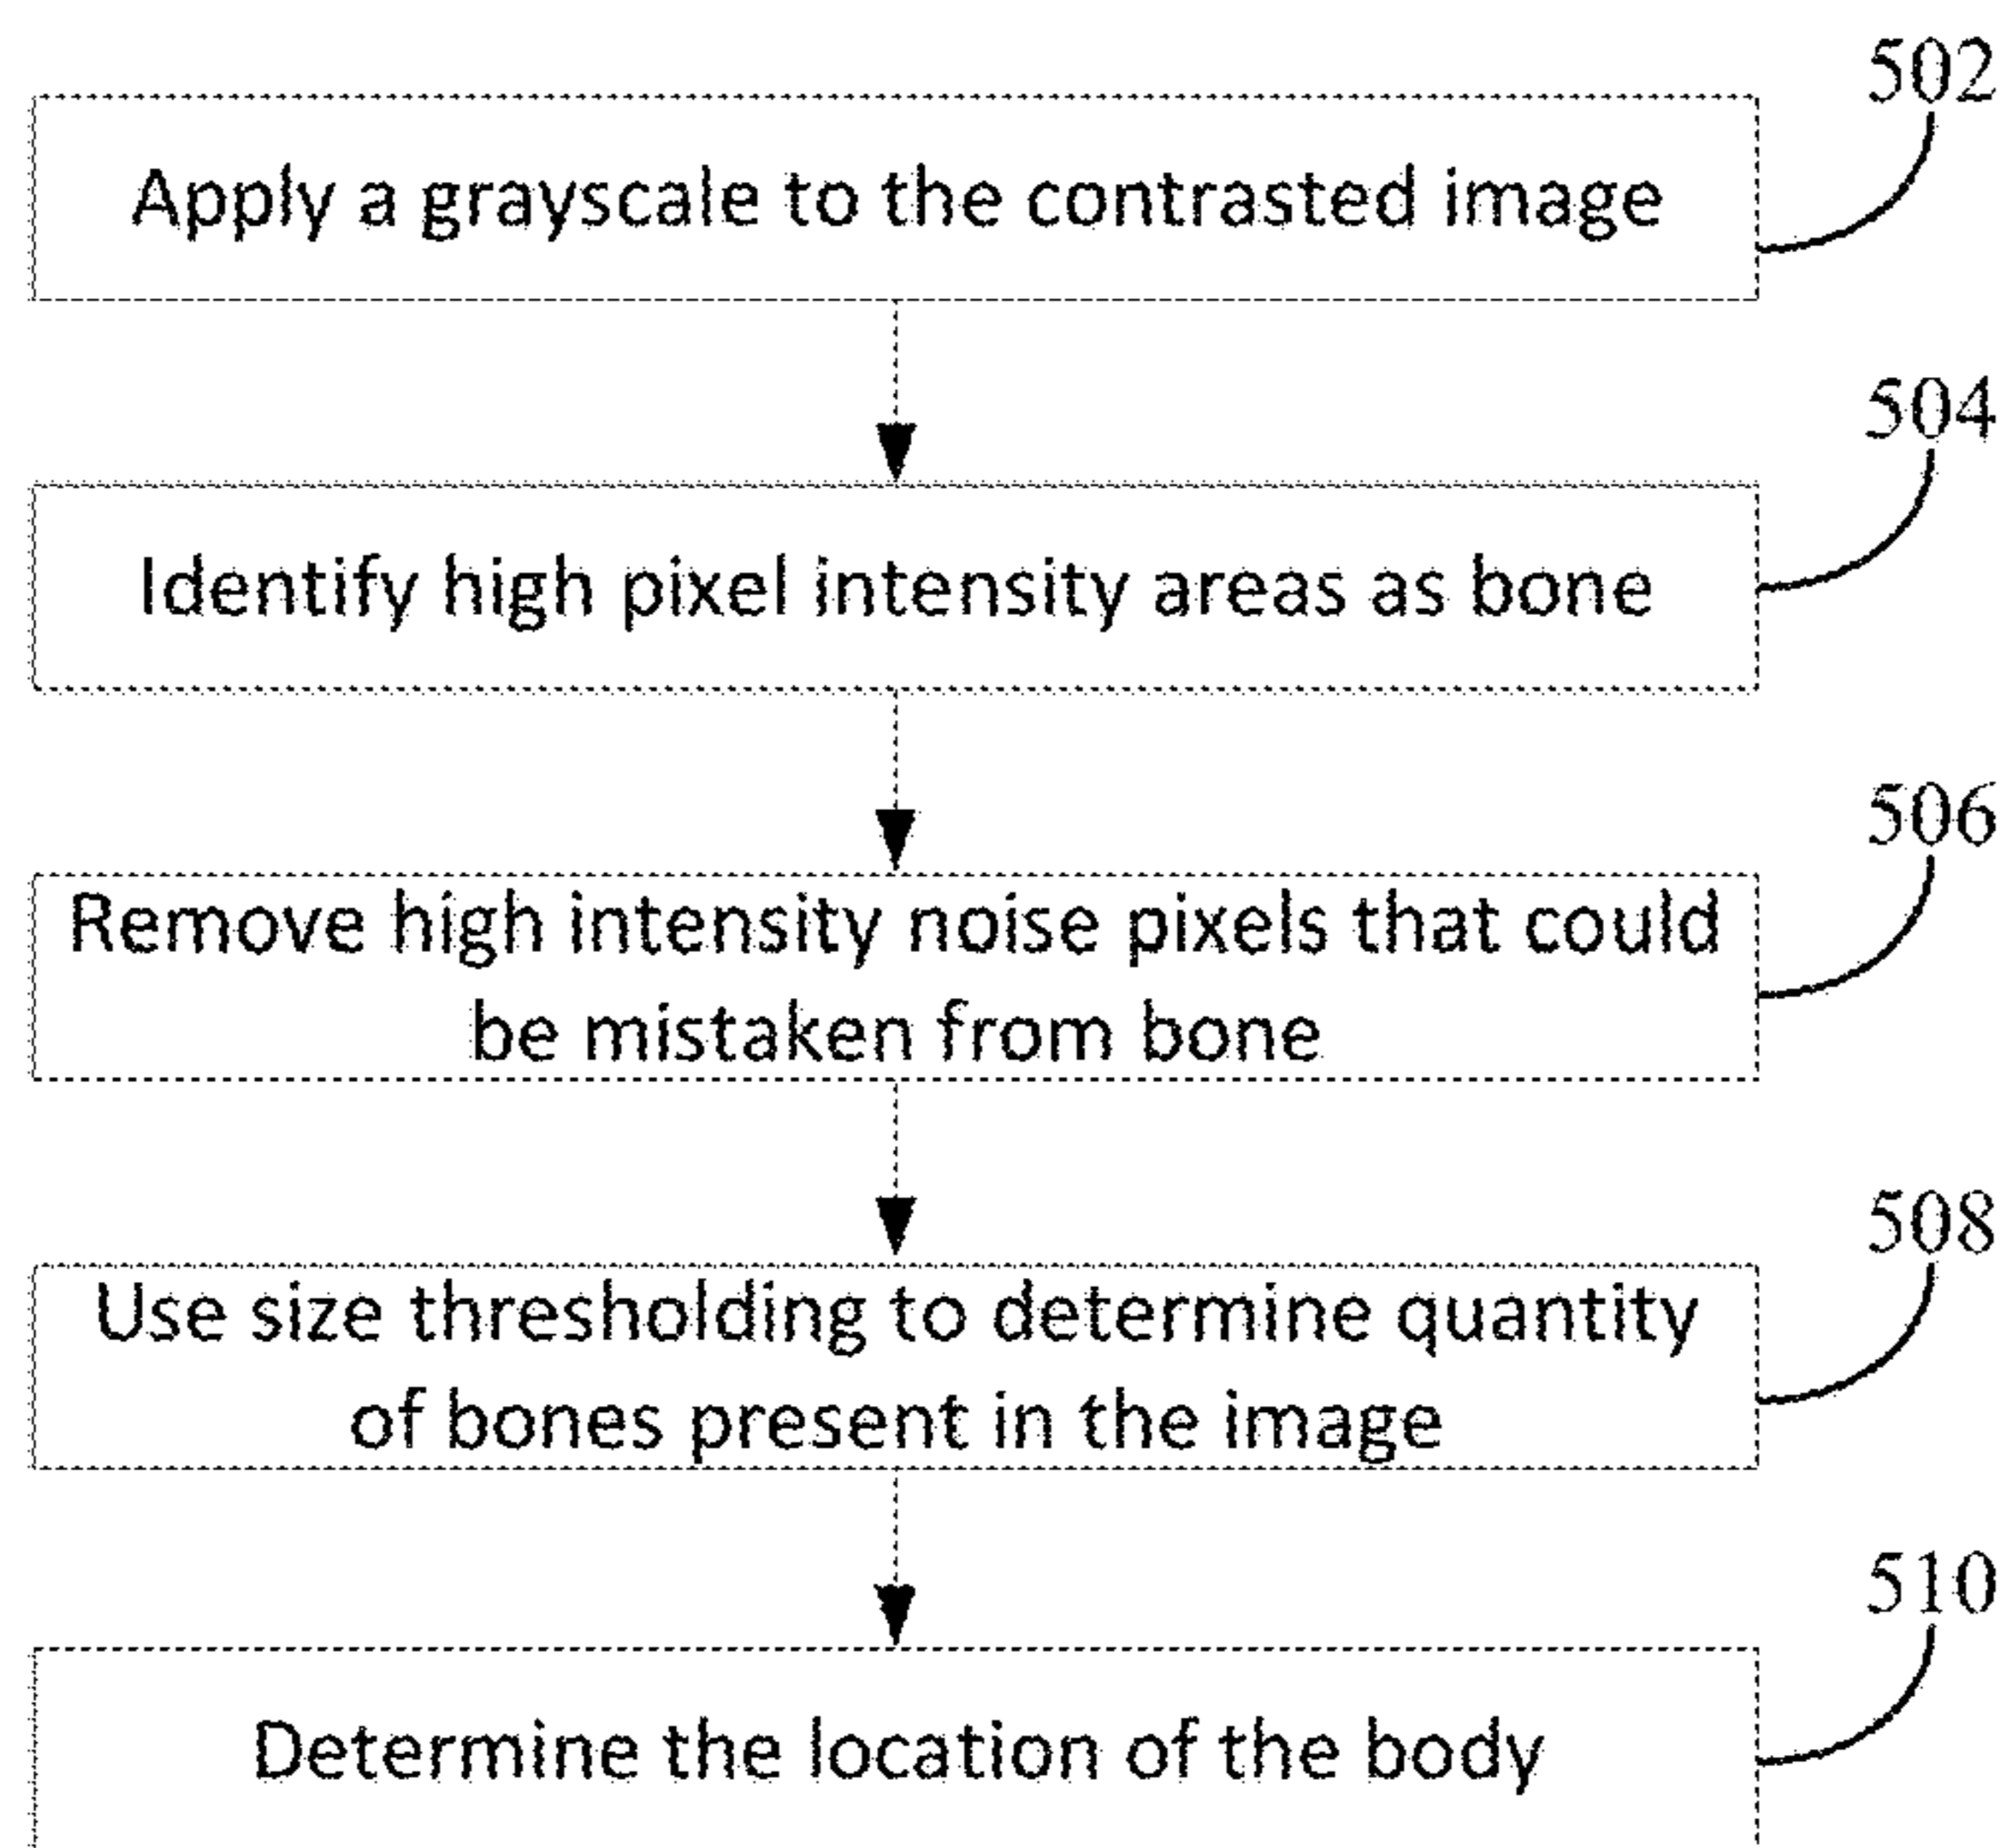 502
Apply a grayscale to the contrasted image
504
Identify high pixel intensity areas as bone
506
Remove high intensity noise pixels that could
be mistaken from bone
508
Use size thresholding to determine quantity
of bones present in the image
510
Determine the location of the body